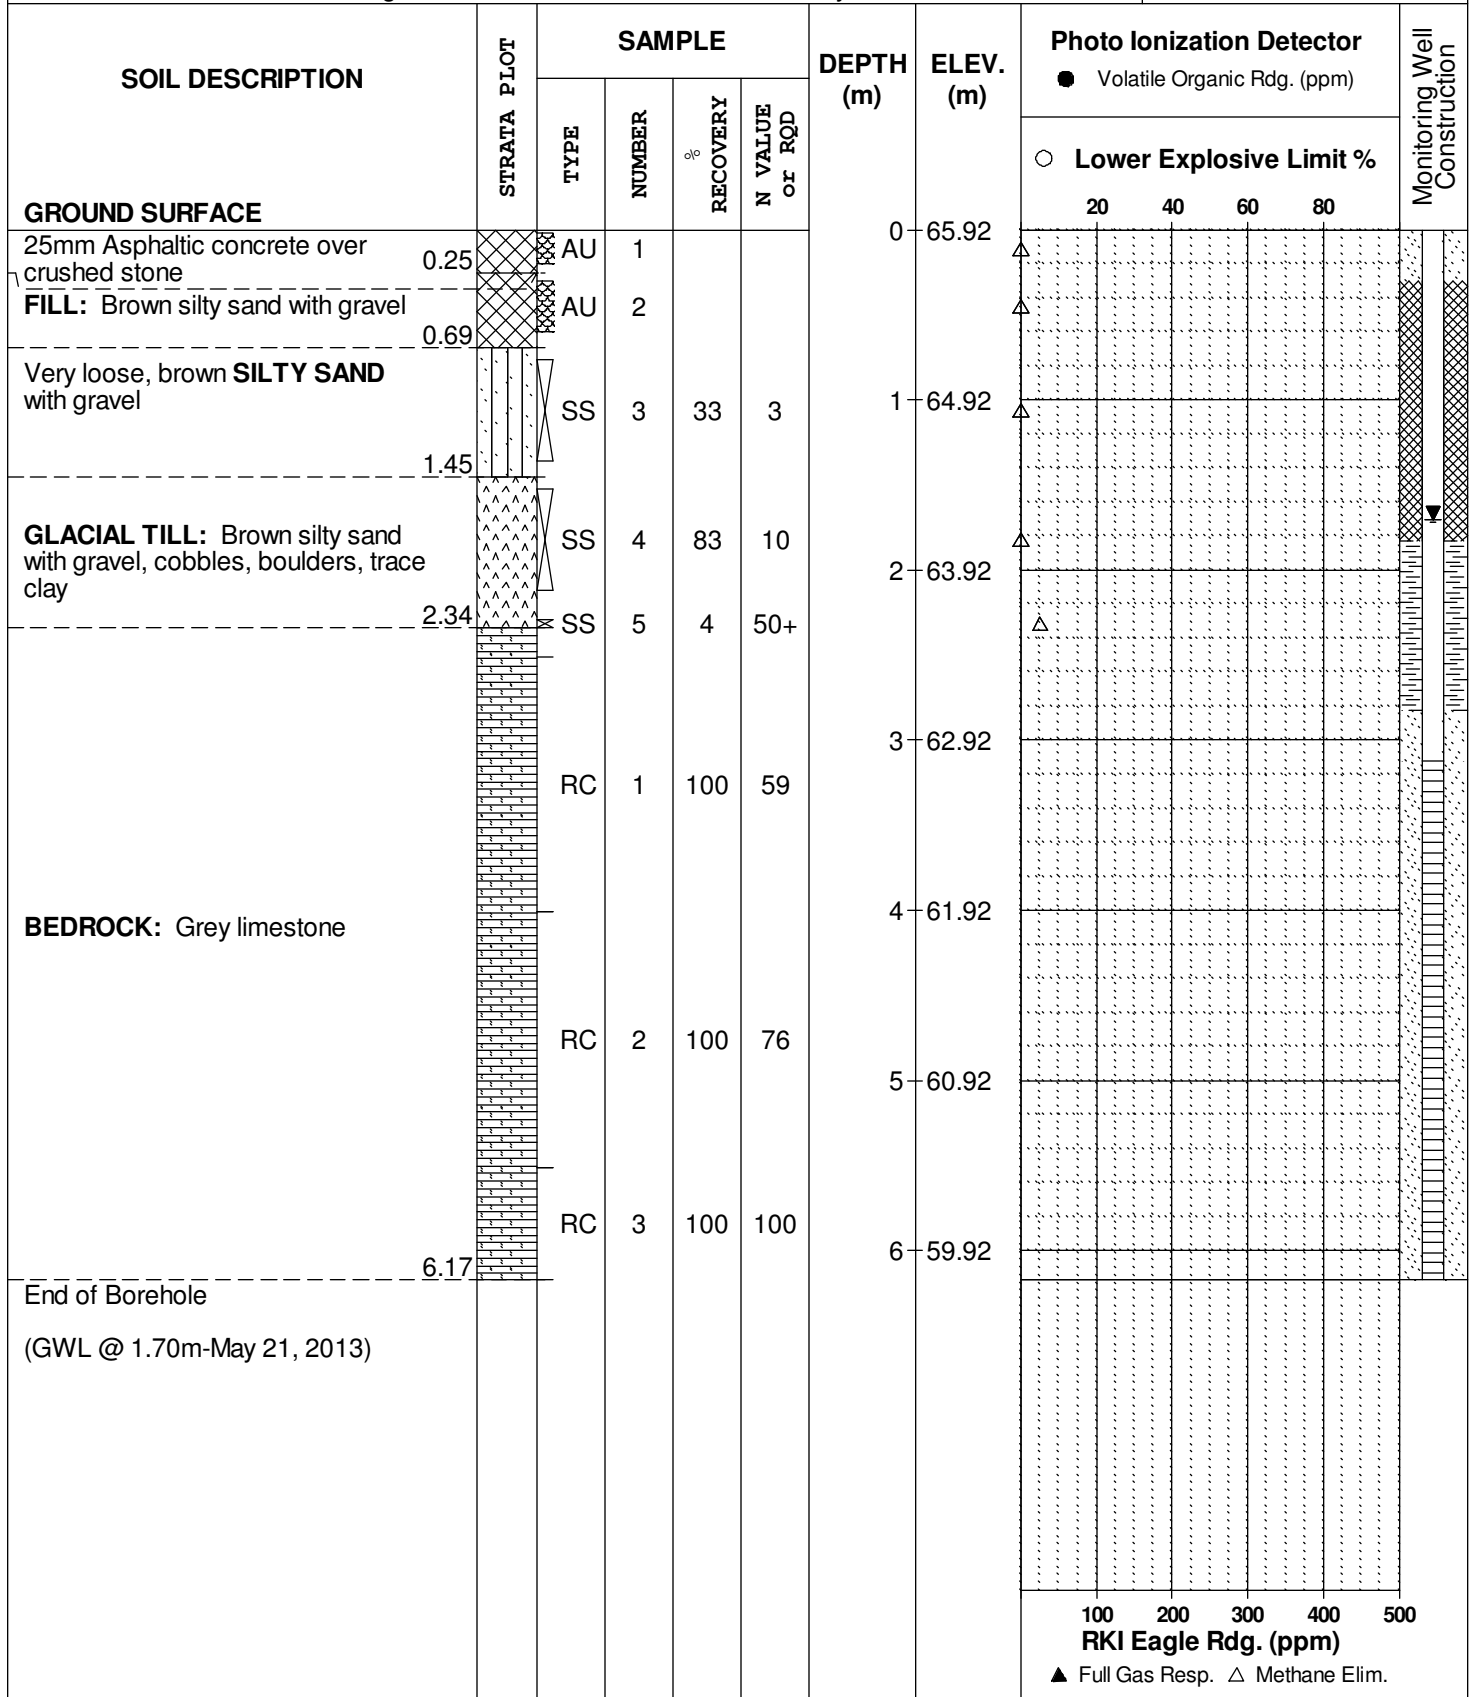 SOIL DESCRIPTION
STRATA PLOT
SAMPLE
TYPE
NUMBER
% RECOVERY
N VALUE or RQD
DEPTH (m)
ELEV. (m)
Photo Ionization Detector
● Volatile Organic Rdg. (ppm)
○ Lower Explosive Limit %
20 40 60 80
Monitoring Well Construction
GROUND SURFACE
0 65.92
25mm Asphaltic concrete over
crushed stone 0.25
AU 1
FILL: Brown silty sand with gravel
0.69
AU 2
Very loose, brown SILTY SAND
with gravel
1.45
SS 3 33 3
1 64.92
GLACIAL TILL: Brown silty sand
with gravel, cobbles, boulders, trace
clay
2.34
SS 4 83 10
2 63.92
SS 5 4 50+
3 62.92
RC 1 100 59
4 61.92
BEDROCK: Grey limestone
RC 2 100 76
5 60.92
RC 3 100 100
6 59.92
6.17
End of Borehole
(GWL @ 1.70m-May 21, 2013)
100 200 300 400 500
RKI Eagle Rdg. (ppm)
▲ Full Gas Resp. △ Methane Elim.